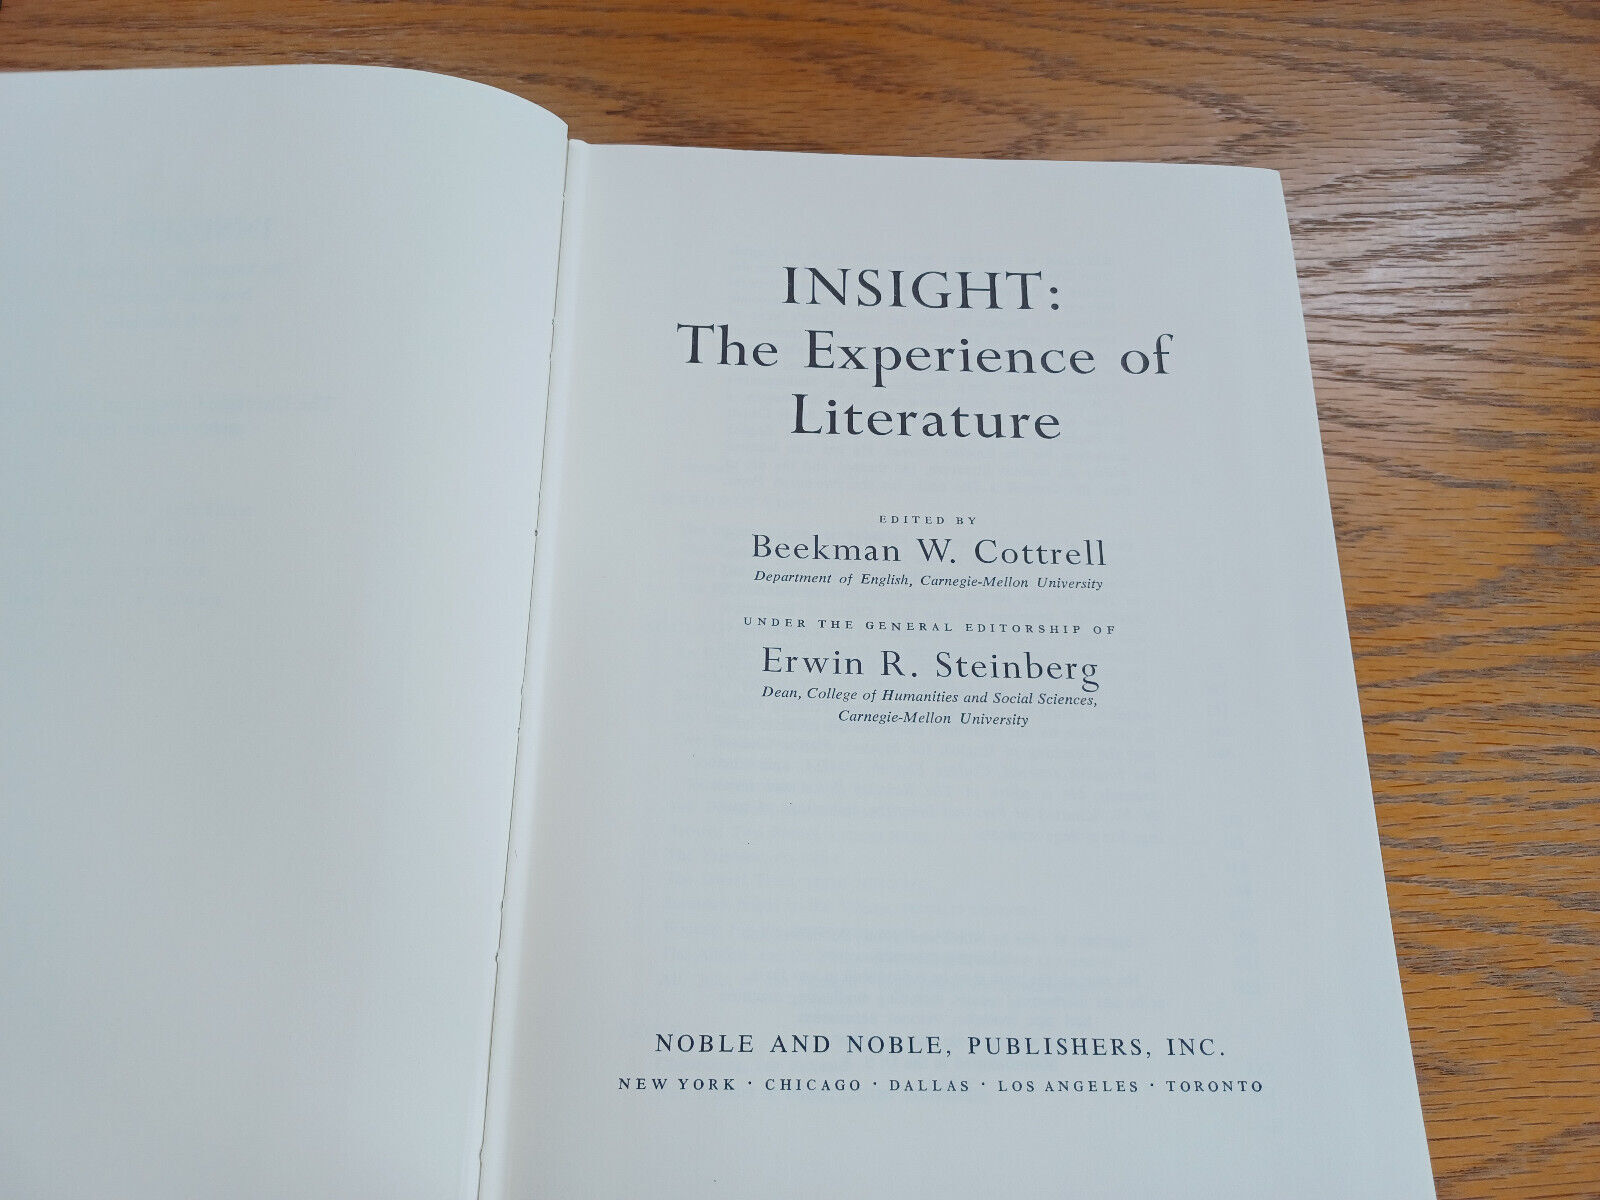 INSIGHT:
The Experience of
Literature
EDITED BY
Beekman W. Cottrell
Department of English, Carnegie-Mellon University
UNDER THE GENERAL EDITORSHIP OF
Erwin R. Steinberg
Dean, College of Humanities and Social Sciences,
Carnegie-Mellon University
NOBLE AND NOBLE, PUBLISHERS, INC.
NEW YORK · CHICAGO · DALLAS · LOS ANGELES · TORONTO